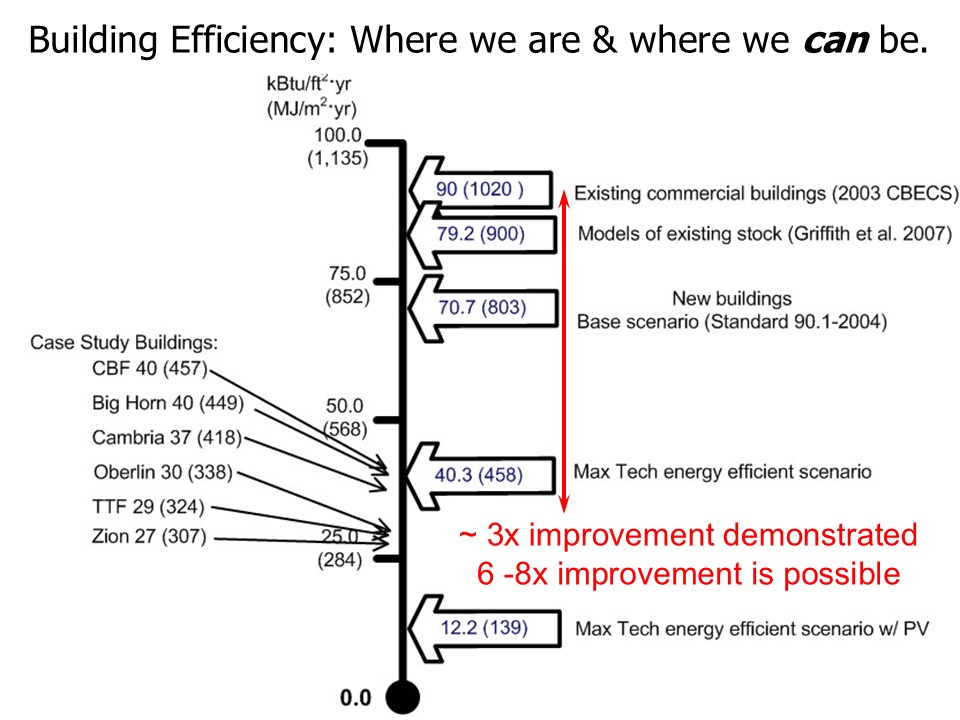 Building Efficiency: Where we are & where we can be.
kBtu/ft²·yr
(MJ/m²·yr)
100.0
(1,135)
90 (1020 )
Existing commercial buildings (2003 CBECS)
79.2 (900)
Models of existing stock (Griffith et al. 2007)
75.0
(852)
70.7 (803)
New buildings
Base scenario (Standard 90.1-2004)
Case Study Buildings:
CBF 40 (457)
Big Horn 40 (449)
Cambria 37 (418)
Oberlin 30 (338)
TTF 29 (324)
Zion 27 (307)
50.0
(568)
40.3 (458)
Max Tech energy efficient scenario
25.0
(284)
~ 3x improvement demonstrated
6 -8x improvement is possible
12.2 (139)
Max Tech energy efficient scenario w/ PV
0.0